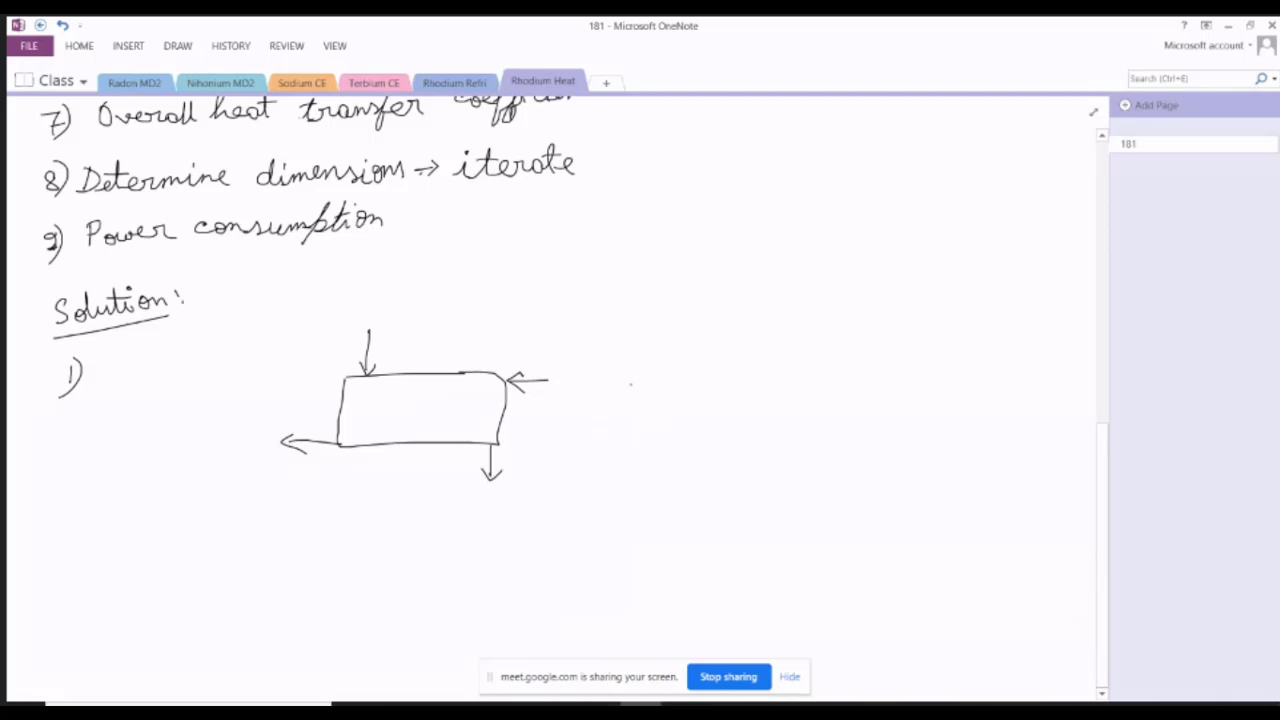 181 - Microsoft OneNote
?
FILE HOME INSERT DRAW HISTORY REVIEW VIEW
Microsoft account
Class Radon MD2 Nihonium MD2 Sodium CE Terbium CE Rhodium Refri Rhodium Heat +
Search (Ctrl+E)
Add Page
181
7) Overall heat transfer
8) Determine dimensions → iterate
9) Power consumption
Solution:
1)
meet.google.com is sharing your screen. Stop sharing Hide